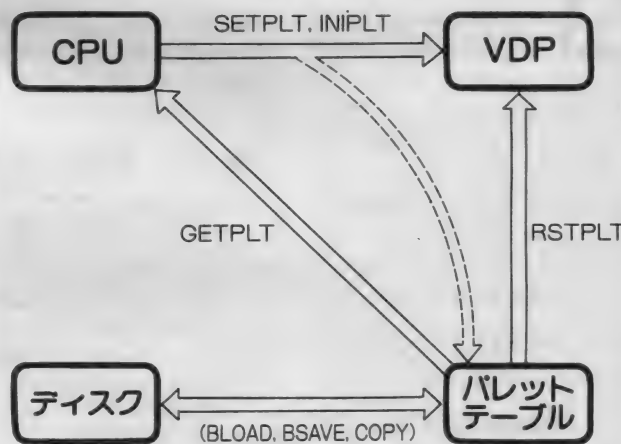 SETPLT, INIPLT
CPU
VDP
GETPLT
RSTPLT
ディスク
パレット
テーブル
(BLOAD, BSAVE, COPY)